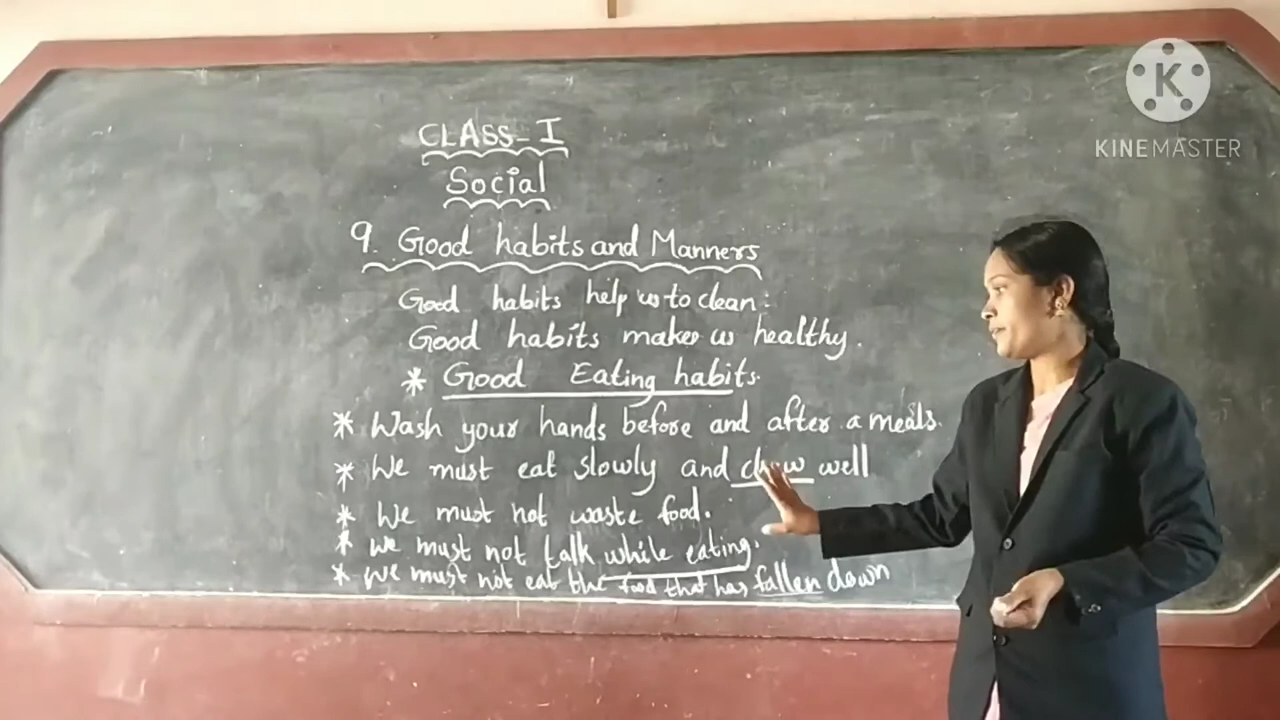 CLASS-I
Social
9. Good habits and Manners
Good habits help us to clean:
Good habits makes us healthy.
* Good Eating habits.
* Wash your hands before and after a meals.
* We must eat slowly and chew well
* We must not waste food.
* We must not talk while eating.
* We must not eat the food that has fallen down
K
KINEMASTER